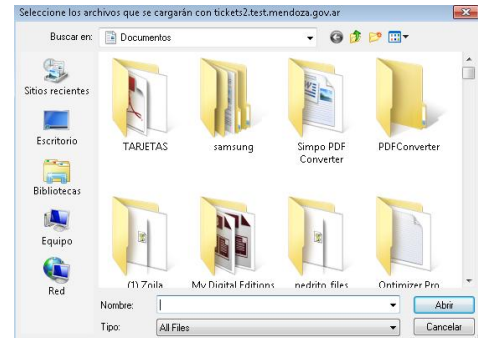 Seleccione los archivos que se cargarán con tickets2.test.mendoza.gov.ar
Buscar en: Documentos
Sitios recientes
Escritorio
Bibliotecas
Equipo
Red
TARJETAS
samsung
Simpo PDF
Converter
PDFConverter
(1) Zoila
My Digital Editions
pedrito_files
Optimizer Pro
Nombre:
Abrir
Tipo: All Files
Cancelar